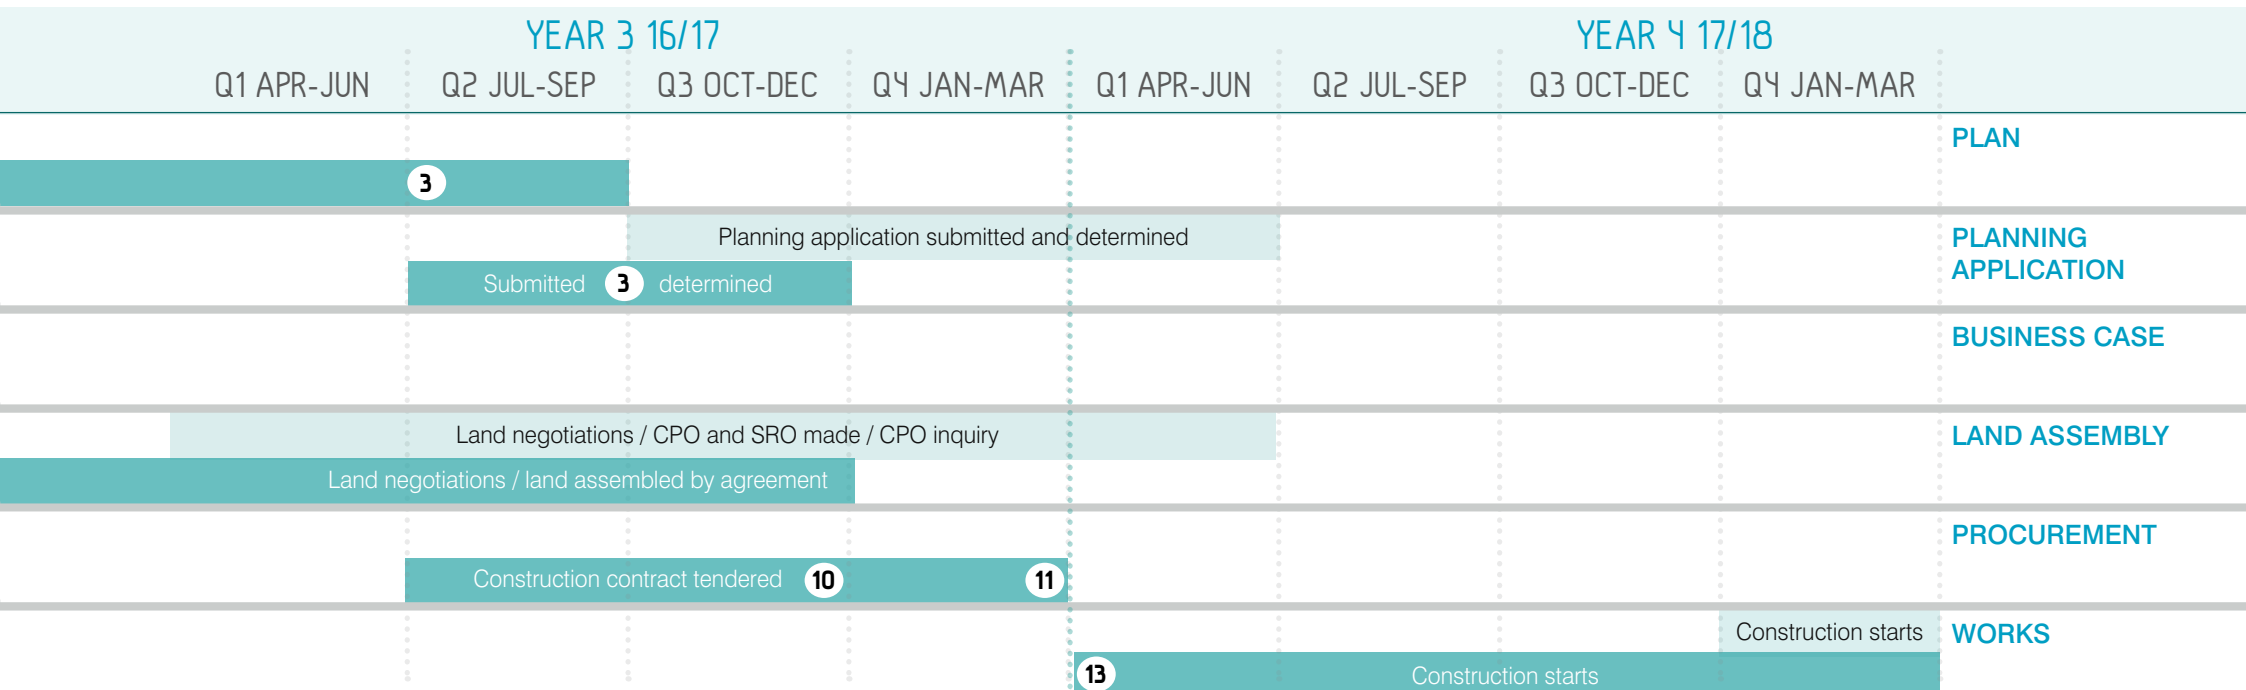 YEAR 3 16/17 YEAR 4 17/18
Q1 APR-JUN Q2 JUL-SEP Q3 OCT-DEC Q4 JAN-MAR Q1 APR-JUN Q2 JUL-SEP Q3 OCT-DEC Q4 JAN-MAR
PLAN
3
Planning application submitted and determined
PLANNING
APPLICATION
Submitted 3 determined
BUSINESS CASE
Land negotiations / CPO and SRO made / CPO inquiry
LAND ASSEMBLY
Land negotiations / land assembled by agreement
PROCUREMENT
Construction contract tendered 10 11
Construction starts
WORKS
13 Construction starts